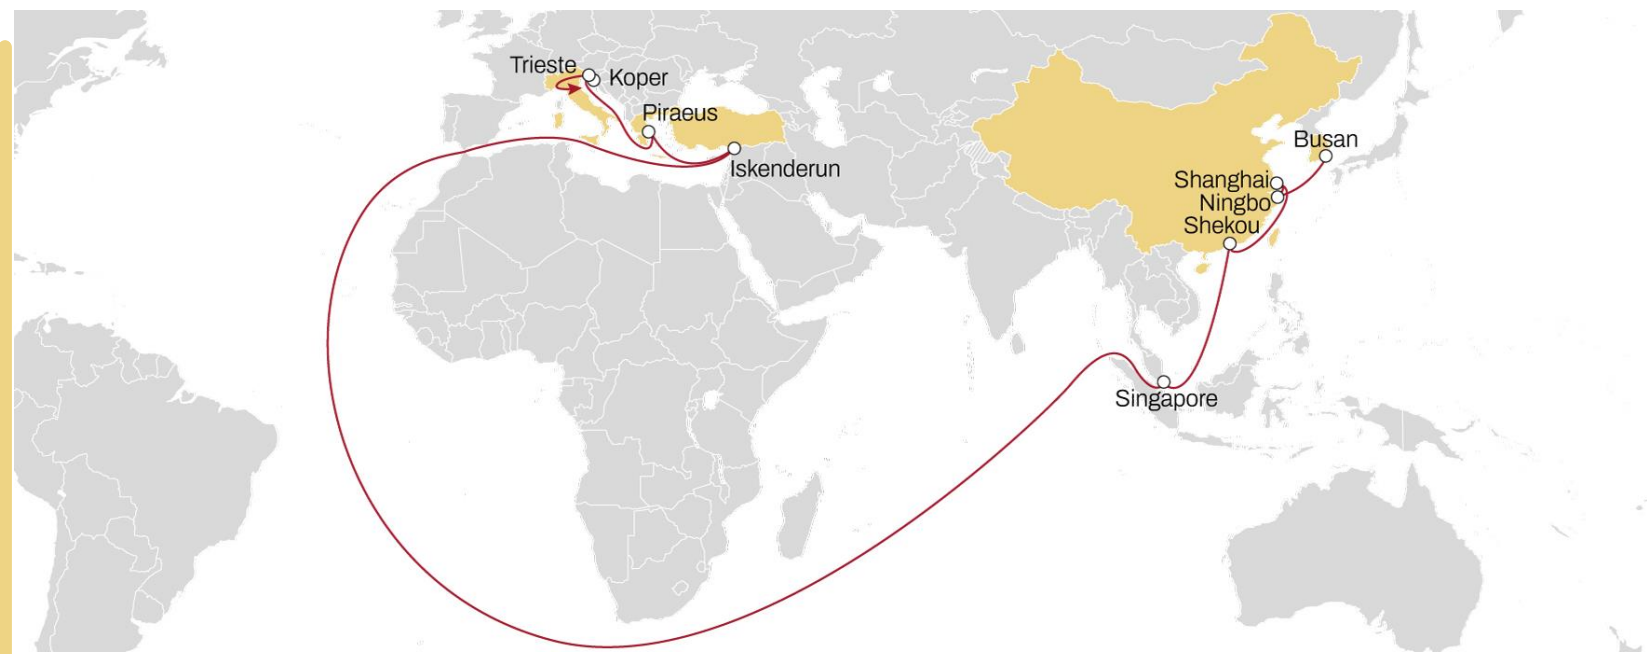 Trieste
Koper
Piraeus
Iskenderun
Busan
Shanghai
Ningbo
Shekou
Singapore